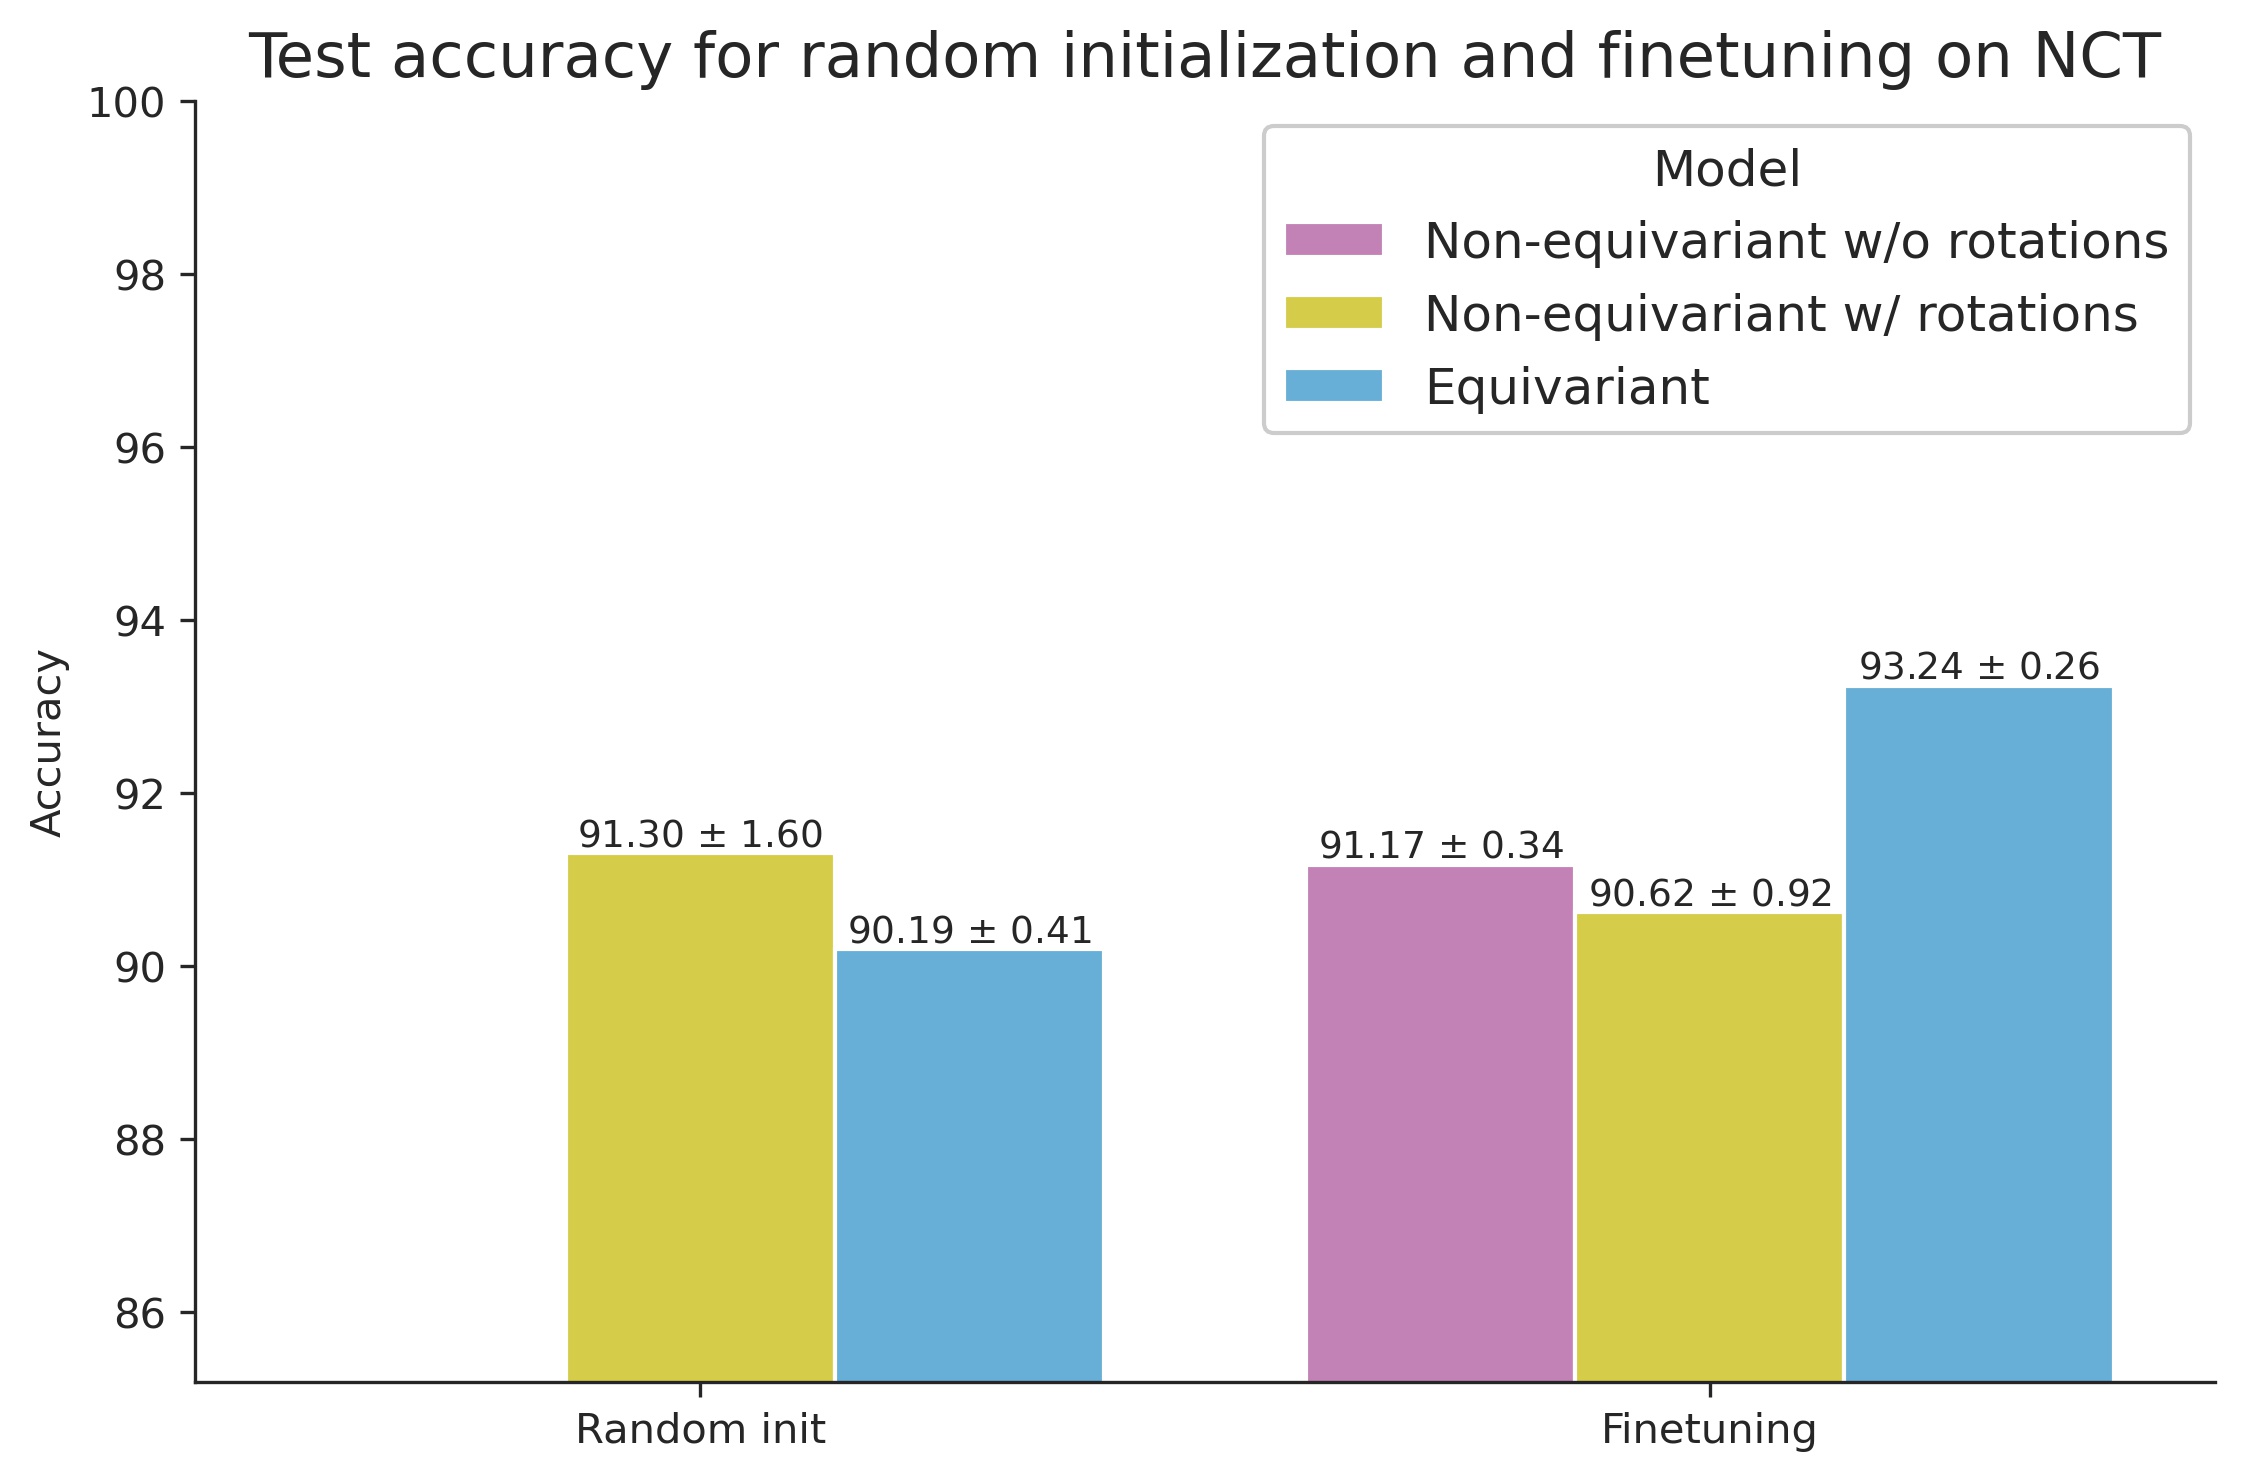 Test accuracy for random initialization and finetuning on NCT
100
98
96
94
92
90
88
86
Accuracy
Model
Non-equivariant w/o rotations
Non-equivariant w/ rotations
Equivariant
91.30 ± 1.60
90.19 ± 0.41
91.17 ± 0.34
90.62 ± 0.92
93.24 ± 0.26
Random init
Finetuning